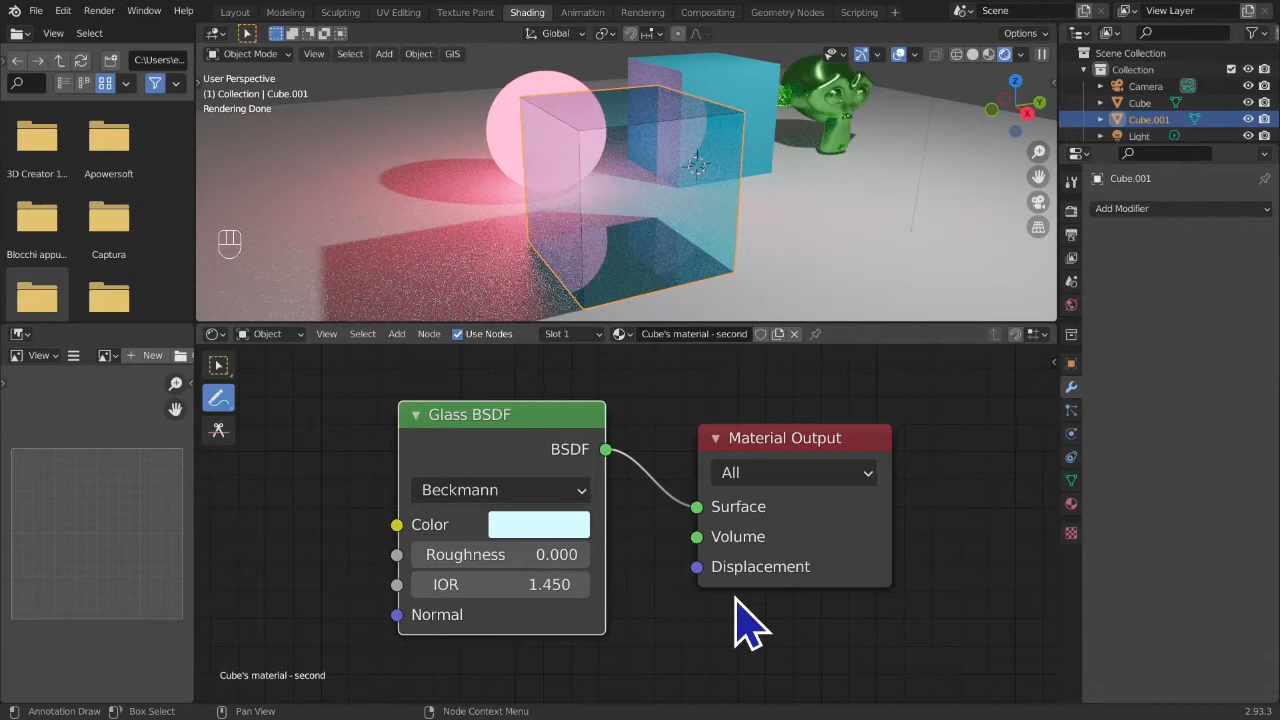 File Edit Render Window Help Layout Modeling Sculpting UV Editing Texture Paint Shading Animation Rendering Compositing Geometry Nodes Scripting Scene View Layer
View Select
Object Mode View Select Add Object GIS Global Options
C:\Users\e...
User Perspective
(1) Collection | Cube.001
Rendering Done
Z
Y
X
Scene Collection
Collection
Camera
Cube
Cube.001
Light
3D Creator 1...
Apowersoft
Blocchi appu...
Captura
Cube.001
Add Modifier
Object View Select Add Node Use Nodes Slot 1 Cube's material - second
View New
Glass BSDF
BSDF
Beckmann
Color
Roughness 0.000
IOR 1.450
Normal
Material Output
All
Surface
Volume
Displacement
Cube's material - second
Annotation Draw Box Select Pan View Node Context Menu 2.93.3